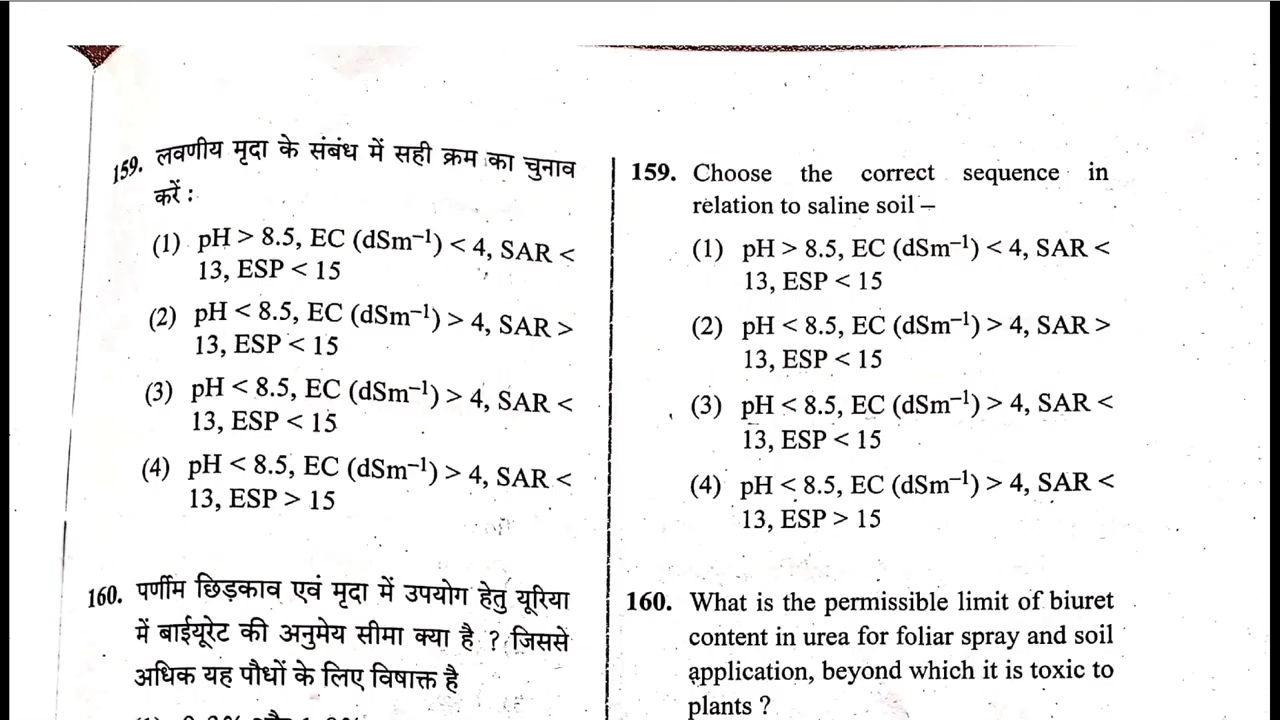 159. लवणीय मृदा के संबंध में सही क्रम का चुनाव
करें :
(1) pH > 8.5, EC (dSm⁻¹) < 4, SAR <
13, ESP < 15
(2) pH < 8.5, EC (dSm⁻¹) > 4, SAR >
13, ESP < 15
(3) pH < 8.5, EC (dSm⁻¹) > 4, SAR <
13, ESP < 15
(4) pH < 8.5, EC (dSm⁻¹) > 4, SAR <
13, ESP > 15
160. पर्णीम छिड़काव एवं मृदा में उपयोग हेतु यूरिया
में बाईयूरेट की अनुमेय सीमा क्या है ? जिससे
अधिक यह पौधों के लिए विषाक्त है
159. Choose the correct sequence in
relation to saline soil –
(1) pH > 8.5, EC (dSm⁻¹) < 4, SAR <
13, ESP < 15
(2) pH < 8.5, EC (dSm⁻¹) > 4, SAR >
13, ESP < 15
(3) pH < 8.5, EC (dSm⁻¹) > 4, SAR <
13, ESP < 15
(4) pH < 8.5, EC (dSm⁻¹) > 4, SAR <
13, ESP > 15
160. What is the permissible limit of biuret
content in urea for foliar spray and soil
application, beyond which it is toxic to
plants ?